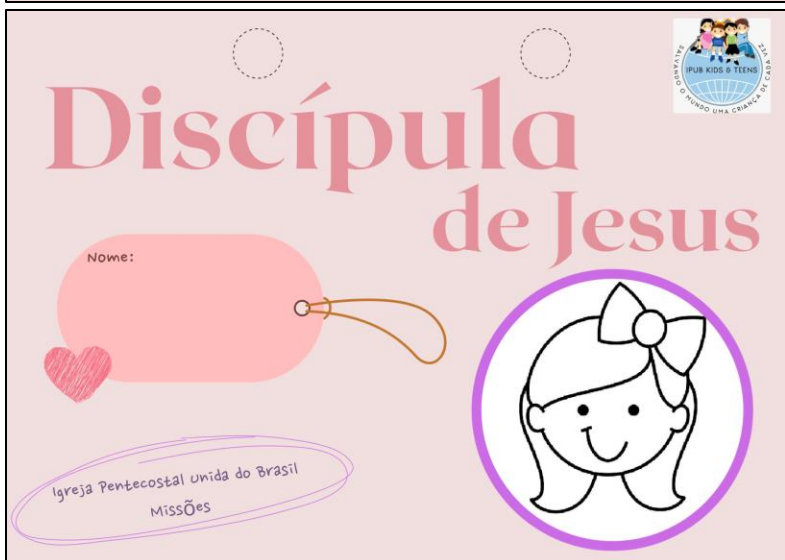 Discípula
de Jesus
IPUB KIDS & TEENS
SALVANDO O MUNDO UMA CRIANÇA DE CADA VEZ
Nome:
Igreja Pentecostal unida do Brasil
MissÕes